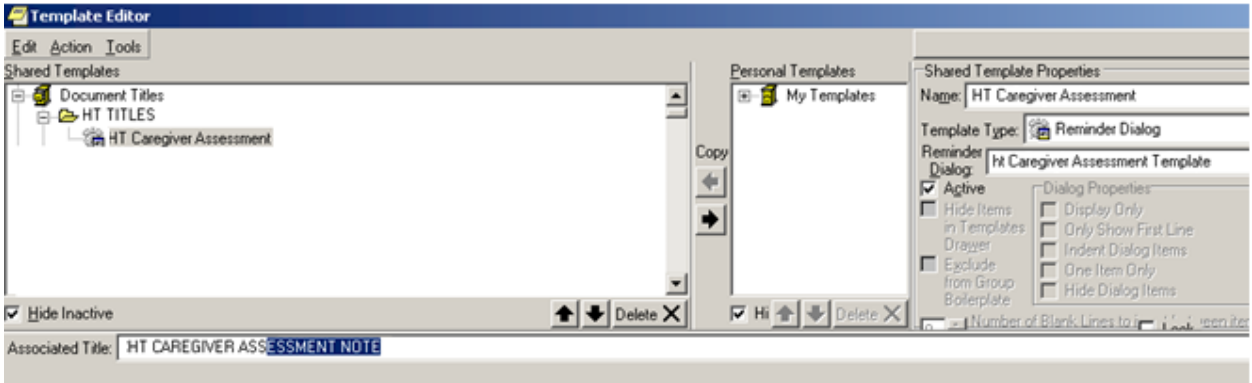 Template Editor
Edit Action Tools
Shared Templates
Document Titles
HT TITLES
HT Caregiver Assessment
Hide Inactive
Delete
Copy
Personal Templates
My Templates
Hi
Delete
Shared Template Properties
Name: HT Caregiver Assessment
Template Type: Reminder Dialog
Reminder Dialog: ht Caregiver Assessment Template
Active
Hide Items
in Templates
Drawer
Exclude
from Group
Boilerplate
Dialog Properties
Display Only
Only Show First Line
Indent Dialog Items
One Item Only
Hide Dialog Items
Number of Blank Lines to
Associated Title: HT CAREGIVER ASSESSMENT NOTE